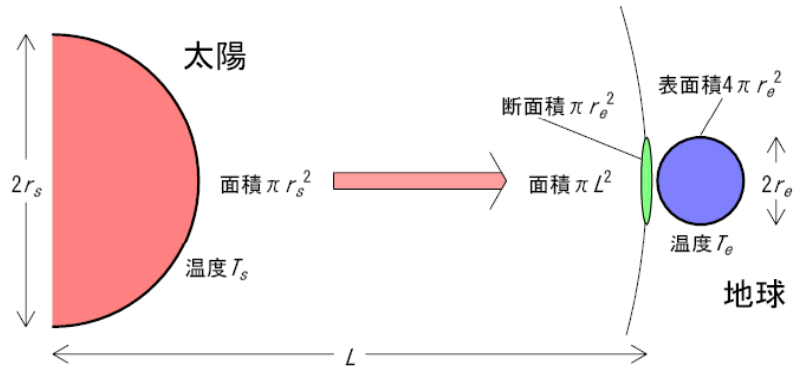 太陽
2r_s
面積πr_s²
温度T_s
断面積πr_e²
表面積4πr_e²
面積πL²
2r_e
温度T_e
地球
L